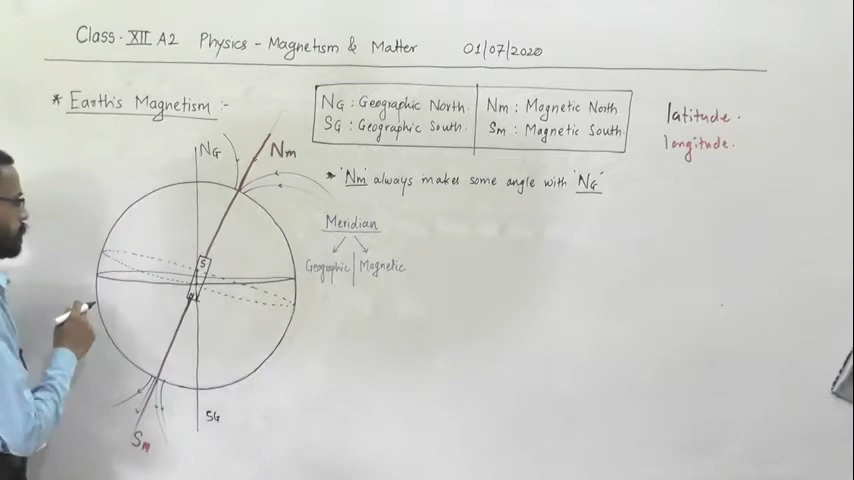 Class. XII A2 Physics - Magnetism & Matter 01/07/2020
* Earth's Magnetism :-
NG : Geographic North. Nm : Magnetic North
SG : Geographic South. Sm : Magnetic South.
latitude.
longitude.
NG Nm
* 'Nm' always makes some angle with 'NG'
Meridian
Geographic | Magnetic
S
N
SG
Sm